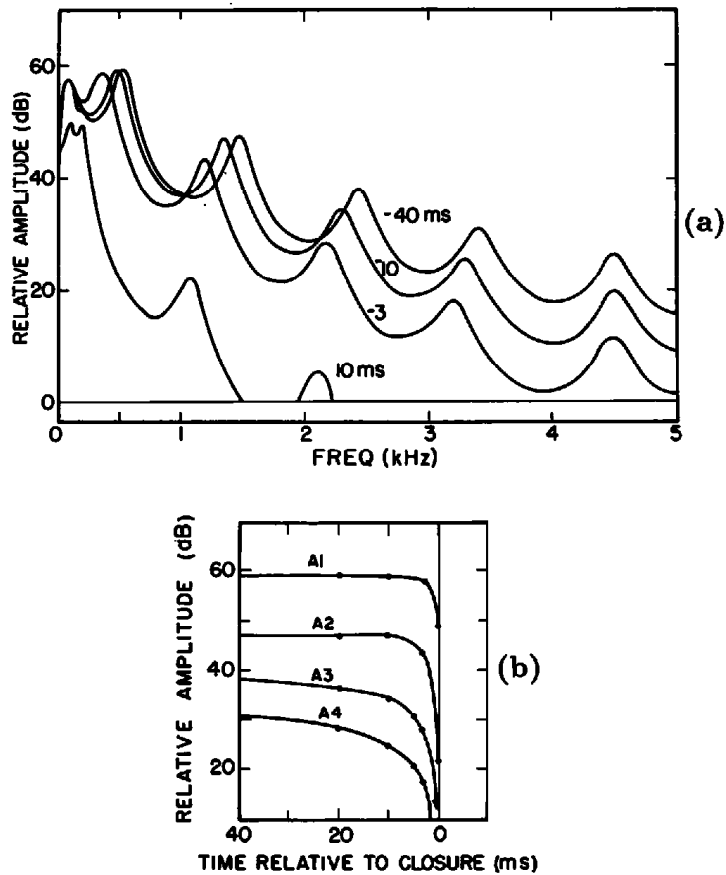 60
40
20
0
RELATIVE AMPLITUDE (dB)
-40 ms
-10
-3
10 ms
(a)
0 1 2 3 4 5
FREQ (kHz)
RELATIVE AMPLITUDE (dB)
60
40
20
A1
A2
A3
A4
(b)
40 20 0
TIME RELATIVE TO CLOSURE (ms)